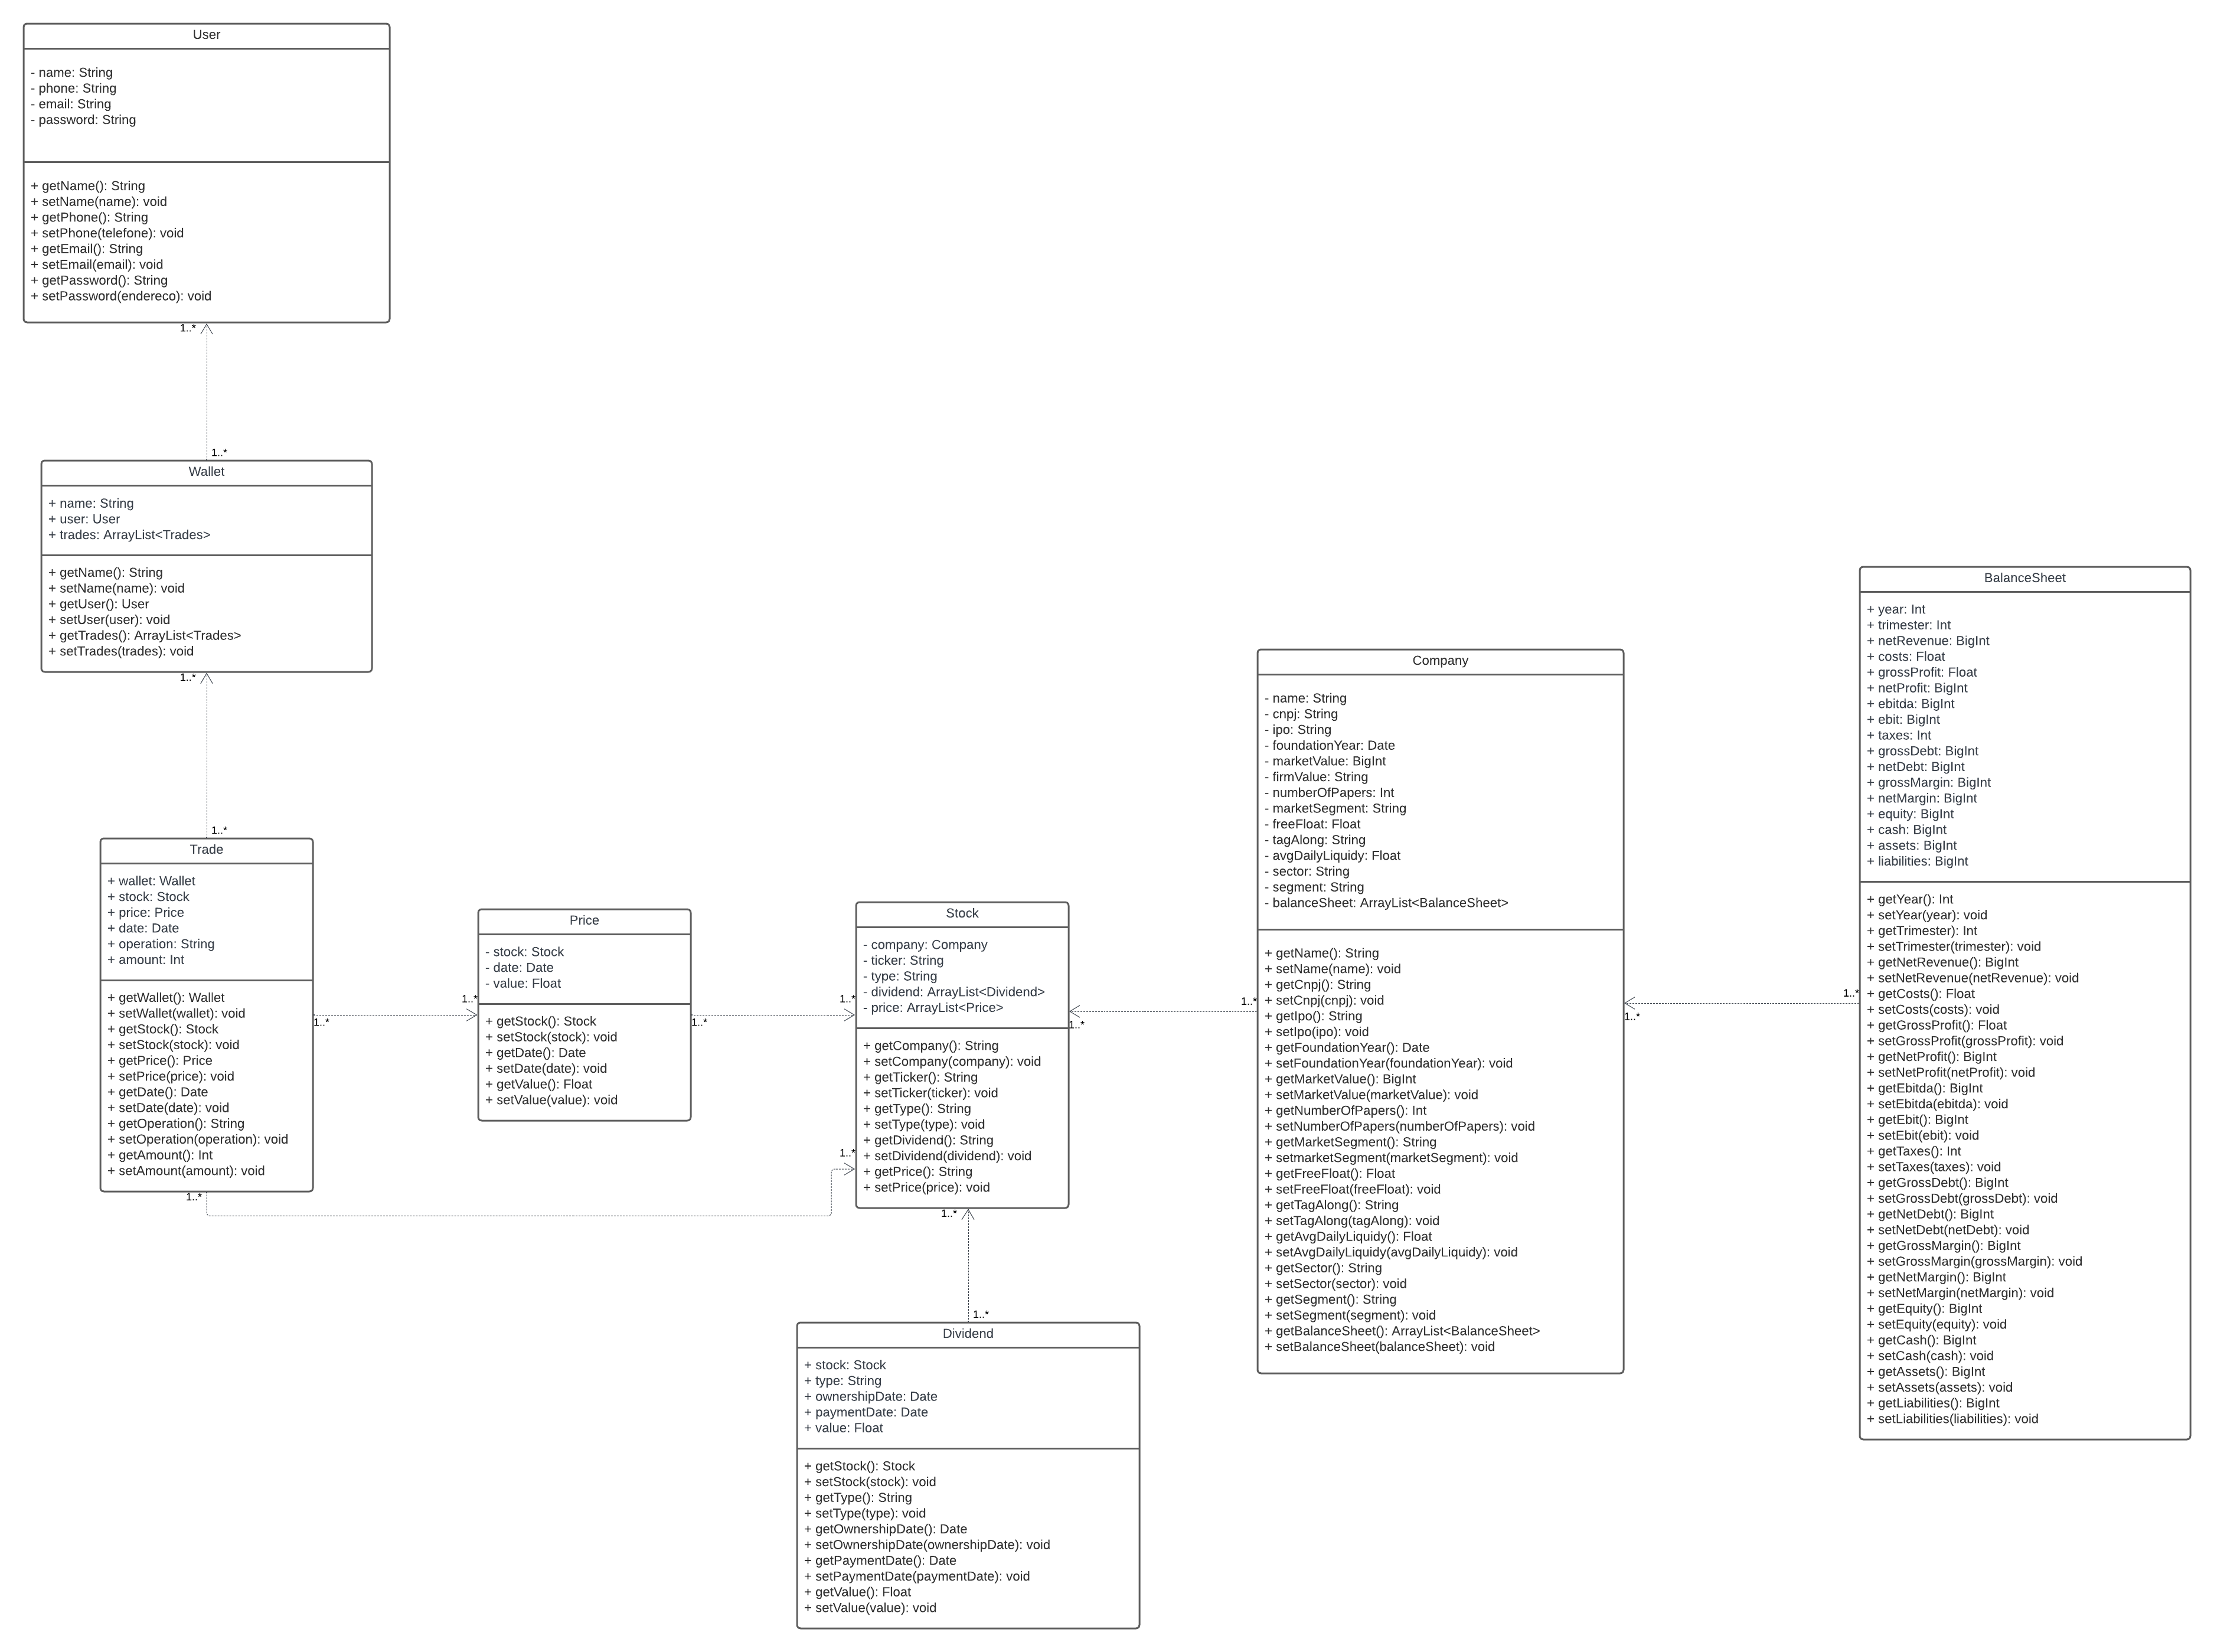 User
- name: String
- phone: String
- email: String
- password: String
+ getName(): String
+ setName(name): void
+ getPhone(): String
+ setPhone(telefone): void
+ getEmail(): String
+ setEmail(email): void
+ getPassword(): String
+ setPassword(endereco): void
1..*
1..*
Wallet
+ name: String
+ user: User
+ trades: ArrayList<Trades>
+ getName(): String
+ setName(name): void
+ getUser(): User
+ setUser(user): void
+ getTrades(): ArrayList<Trades>
+ setTrades(trades): void
1..*
1..*
Trade
+ wallet: Wallet
+ stock: Stock
+ price: Price
+ date: Date
+ operation: String
+ amount: Int
+ getWallet(): Wallet
+ setWallet(wallet): void
+ getStock(): Stock
+ setStock(stock): void
+ getPrice(): Price
+ setPrice(price): void
+ getDate(): Date
+ setDate(date): void
+ getOperation(): String
+ setOperation(operation): void
+ getAmount(): Int
+ setAmount(amount): void
1..*
1..*
1..*
Price
- stock: Stock
- date: Date
- value: Float
+ getStock(): Stock
+ setStock(stock): void
+ getDate(): Date
+ setDate(date): void
+ getValue(): Float
+ setValue(value): void
1..*
1..*
1..*
Stock
- company: Company
- ticker: String
- type: String
- dividend: ArrayList<Dividend>
- price: ArrayList<Price>
+ getCompany(): String
+ setCompany(company): void
+ getTicker(): String
+ setTicker(ticker): void
+ getType(): String
+ setType(type): void
+ getDividend(): String
+ setDividend(dividend): void
+ getPrice(): String
+ setPrice(price): void
1..*
1..*
Dividend
+ stock: Stock
+ type: String
+ ownershipDate: Date
+ paymentDate: Date
+ value: Float
+ getStock(): Stock
+ setStock(stock): void
+ getType(): String
+ setType(type): void
+ getOwnershipDate(): Date
+ setOwnershipDate(ownershipDate): void
+ getPaymentDate(): Date
+ setPaymentDate(paymentDate): void
+ getValue(): Float
+ setValue(value): void
1..*
1..*
Company
- name: String
- cnpj: String
- ipo: String
- foundationYear: Date
- marketValue: BigInt
- firmValue: String
- numberOfPapers: Int
- marketSegment: String
- freeFloat: Float
- tagAlong: String
- avgDailyLiquidy: Float
- sector: String
- segment: String
- balanceSheet: ArrayList<BalanceSheet>
+ getName(): String
+ setName(name): void
+ getCnpj(): String
+ setCnpj(cnpj): void
+ getIpo(): String
+ setIpo(ipo): void
+ getFoundationYear(): Date
+ setFoundationYear(foundationYear): void
+ getMarketValue(): BigInt
+ setMarketValue(marketValue): void
+ getNumberOfPapers(): Int
+ setNumberOfPapers(numberOfPapers): void
+ getMarketSegment(): String
+ setmarketSegment(marketSegment): void
+ getFreeFloat(): Float
+ setFreeFloat(freeFloat): void
+ getTagAlong(): String
+ setTagAlong(tagAlong): void
+ getAvgDailyLiquidy(): Float
+ setAvgDailyLiquidy(avgDailyLiquidy): void
+ getSector(): String
+ setSector(sector): void
+ getSegment(): String
+ setSegment(segment): void
+ getBalanceSheet(): ArrayList<BalanceSheet>
+ setBalanceSheet(balanceSheet): void
1..*
1..*
BalanceSheet
+ year: Int
+ trimester: Int
+ netRevenue: BigInt
+ costs: Float
+ grossProfit: Float
+ netProfit: BigInt
+ ebitda: BigInt
+ ebit: BigInt
+ taxes: Int
+ grossDebt: BigInt
+ netDebt: BigInt
+ grossMargin: BigInt
+ netMargin: BigInt
+ equity: BigInt
+ cash: BigInt
+ assets: BigInt
+ liabilities: BigInt
+ getYear(): Int
+ setYear(year): void
+ getTrimester): Int
+ setTrimester(trimester): void
+ getNetRevenue(): BigInt
+ setNetRevenue(netRevenue): void
+ getCosts(): Float
+ setCosts(costs): void
+ getGrossProfit(): Float
+ setGrossProfit(grossProfit): void
+ getNetProfit(): BigInt
+ setNetProfit(netProfit): void
+ getEbitda(): BigInt
+ setEbitda(ebitda): void
+ getEbit(): BigInt
+ setEbit(ebit): void
+ getTaxes(): Int
+ setTaxes(taxes): void
+ getGrossDebt(): BigInt
+ setGrossDebt(grossDebt): void
+ getNetDebt(): BigInt
+ setNetDebt(netDebt): void
+ getGrossMargin(): BigInt
+ setGrossMargin(grossMargin): void
+ getNetMargin(): BigInt
+ setNetMargin(netMargin): void
+ getEquity(): BigInt
+ setEquity(equity): void
+ getCash(): BigInt
+ setCash(cash): void
+ getAssets(): BigInt
+ setAssets(assets): void
+ getLiabilities(): BigInt
+ setLiabilities(liabilities): void